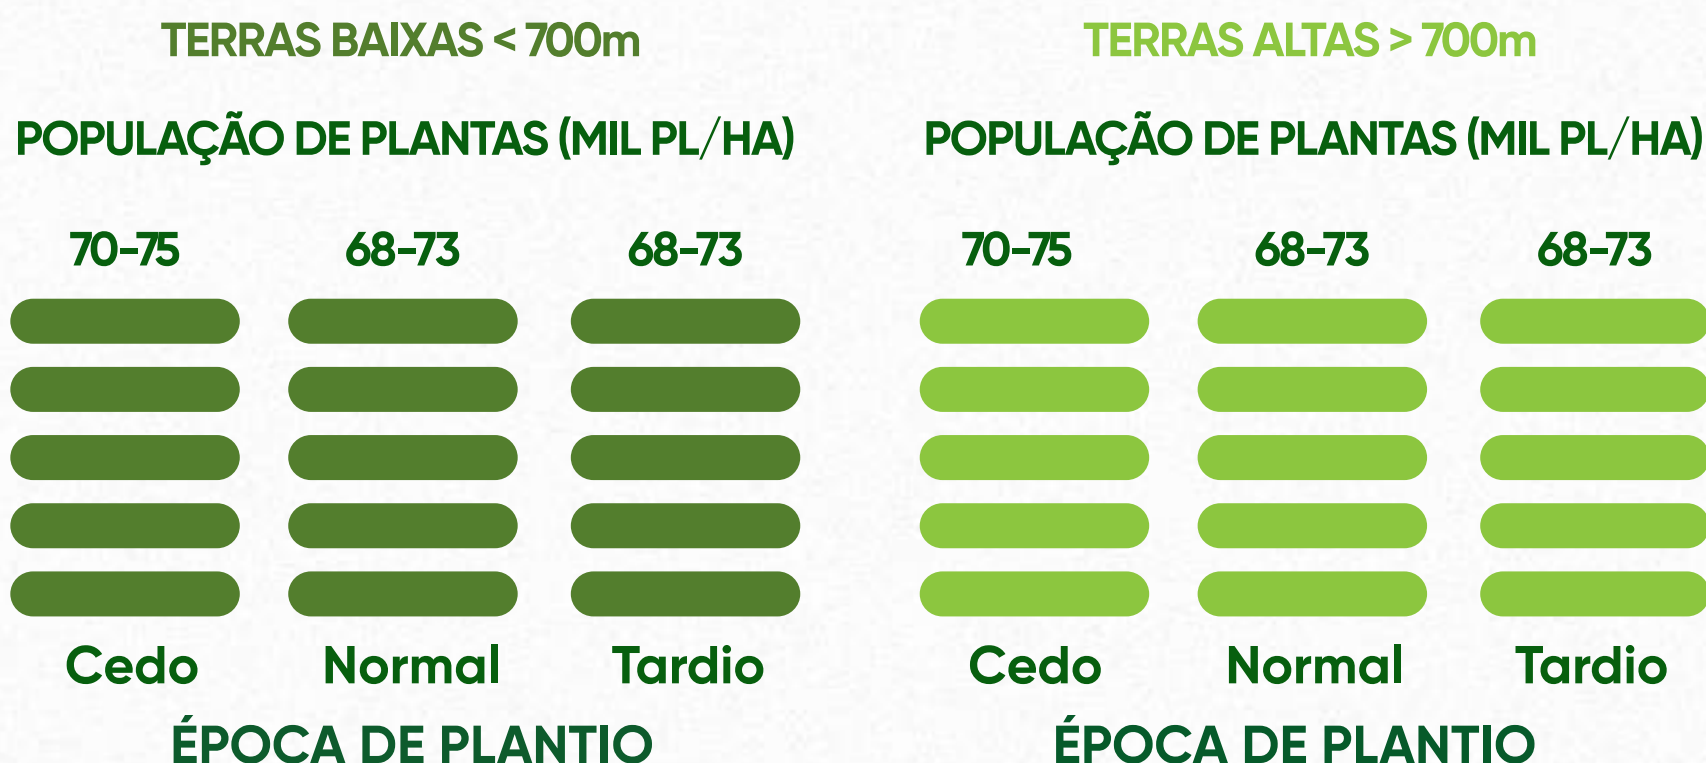 TERRAS BAIXAS < 700m
POPULAÇÃO DE PLANTAS (MIL PL/HA)
70-75 68-73 68-73
Cedo Normal Tardio
ÉPOCA DE PLANTIO
TERRAS ALTAS > 700m
POPULAÇÃO DE PLANTAS (MIL PL/HA)
70-75 68-73 68-73
Cedo Normal Tardio
ÉPOCA DE PLANTIO